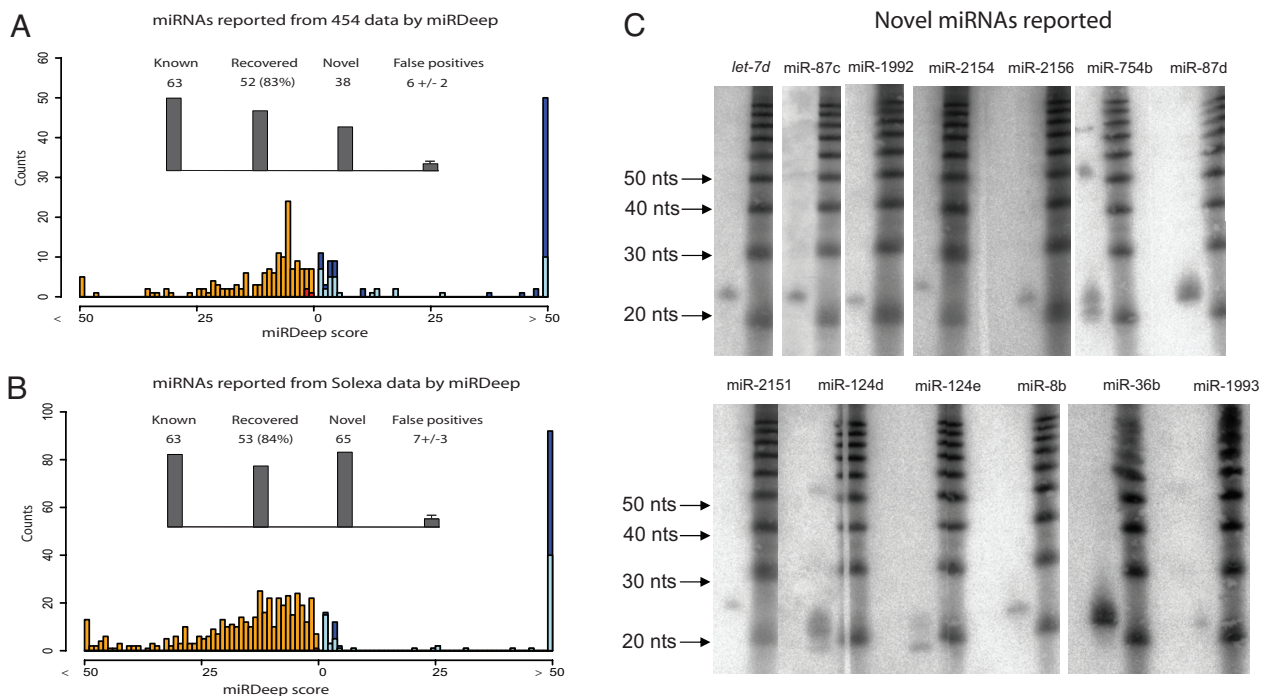 A
miRNAs reported from 454 data by miRDeep
Known Recovered Novel False positives
63 52 (83%) 38 6 +/- 2
Counts
60
50
40
30
20
10
0
< 50 25 0 25 > 50
miRDeep score
B
miRNAs reported from Solexa data by miRDeep
Known Recovered Novel False positives
63 53 (84%) 65 7+/-3
Counts
100
80
60
40
20
0
< 50 25 0 25 > 50
miRDeep score
C
Novel miRNAs reported
let-7d miR-87c miR-1992 miR-2154 miR-2156 miR-754b miR-87d
50 nts
40 nts
30 nts
20 nts
miR-2151 miR-124d miR-124e miR-8b miR-36b miR-1993
50 nts
40 nts
30 nts
20 nts